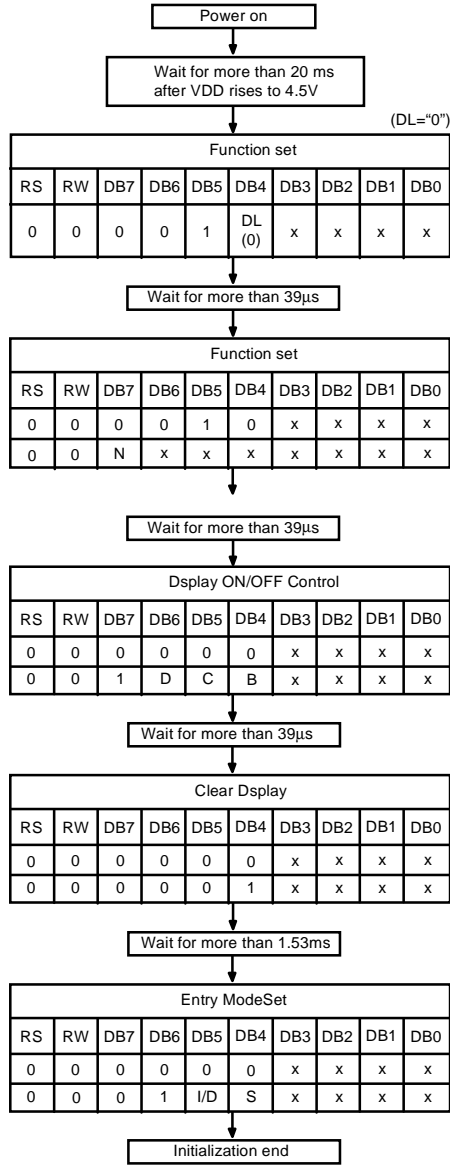 Power on
Wait for more than 20 ms
after VDD rises to 4.5V
(DL=“0”)
Function set
RS RW DB7 DB6 DB5 DB4 DB3 DB2 DB1 DB0
0 0 0 0 1 DL (0) x x x x
Wait for more than 39μs
Function set
RS RW DB7 DB6 DB5 DB4 DB3 DB2 DB1 DB0
0 0 0 0 1 0 x x x x
0 0 N x x x x x x x
Wait for more than 39μs
Dsplay ON/OFF Control
RS RW DB7 DB6 DB5 DB4 DB3 DB2 DB1 DB0
0 0 0 0 0 0 x x x x
0 0 1 D C B x x x x
Wait for more than 39μs
Clear Dsplay
RS RW DB7 DB6 DB5 DB4 DB3 DB2 DB1 DB0
0 0 0 0 0 0 x x x x
0 0 0 0 0 1 x x x x
Wait for more than 1.53ms
Entry ModeSet
RS RW DB7 DB6 DB5 DB4 DB3 DB2 DB1 DB0
0 0 0 0 0 0 x x x x
0 0 0 1 I/D S x x x x
Initialization end